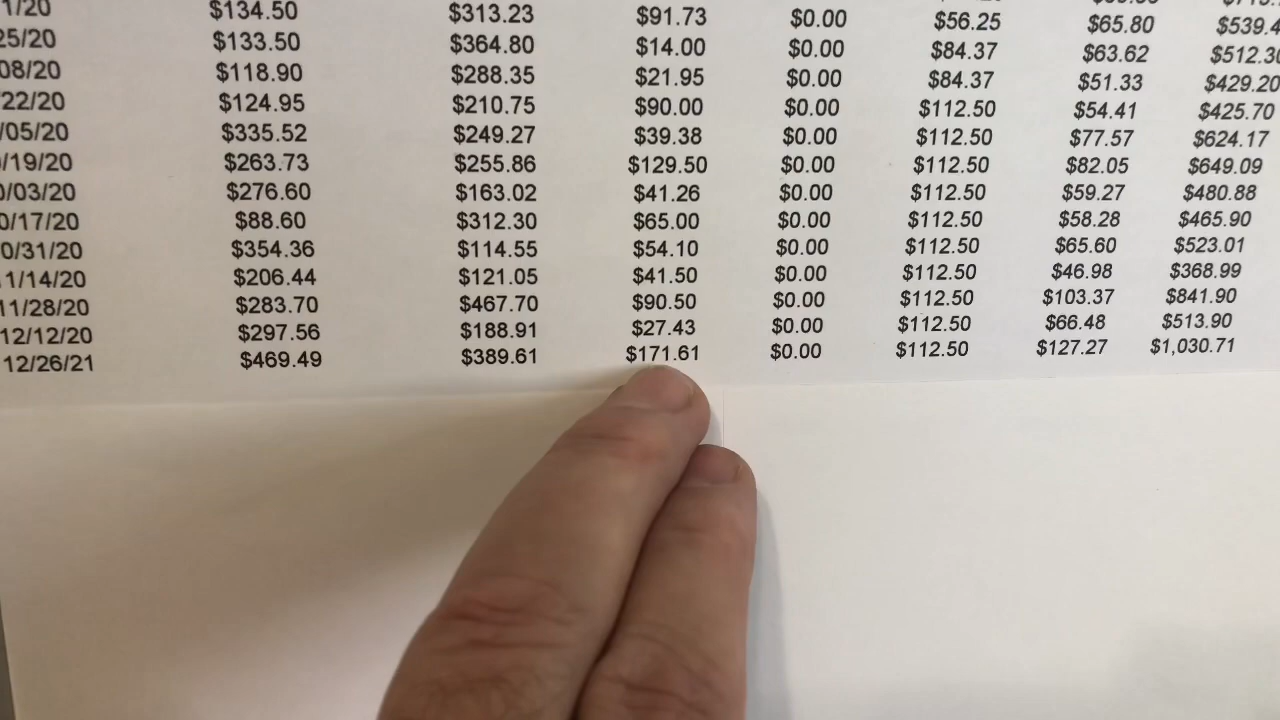 1/20 $134.50 $313.23 $91.73 $0.00 $56.25 $65.80 $539.4
25/20 $133.50 $364.80 $14.00 $0.00 $84.37 $63.62 $512.30
08/20 $118.90 $288.35 $21.95 $0.00 $84.37 $51.33 $429.20
22/20 $124.95 $210.75 $90.00 $0.00 $112.50 $54.41 $425.70
/05/20 $335.52 $249.27 $39.38 $0.00 $112.50 $77.57 $624.17
/19/20 $263.73 $255.86 $129.50 $0.00 $112.50 $82.05 $649.09
0/03/20 $276.60 $163.02 $41.26 $0.00 $112.50 $59.27 $480.88
0/17/20 $88.60 $312.30 $65.00 $0.00 $112.50 $58.28 $465.90
0/31/20 $354.36 $114.55 $54.10 $0.00 $112.50 $65.60 $523.01
11/14/20 $206.44 $121.05 $41.50 $0.00 $112.50 $46.98 $368.99
11/28/20 $283.70 $467.70 $90.50 $0.00 $112.50 $103.37 $841.90
12/12/20 $297.56 $188.91 $27.43 $0.00 $112.50 $66.48 $513.90
12/26/21 $469.49 $389.61 $171.61 $0.00 $112.50 $127.27 $1,030.71